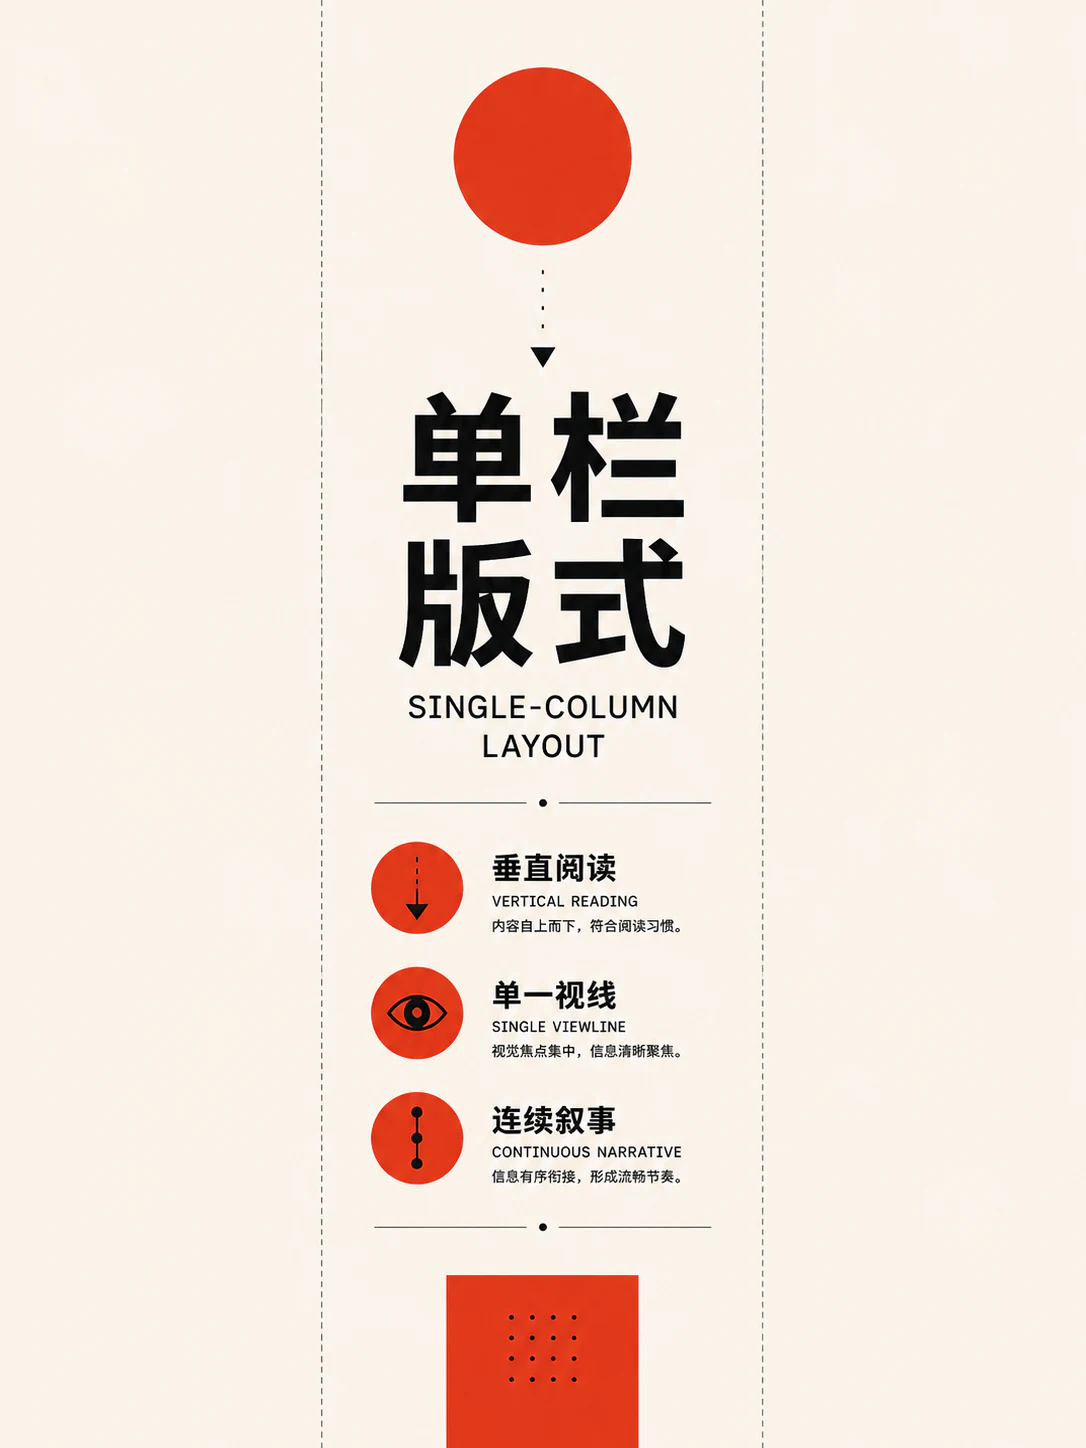 单栏
版式
SINGLE-COLUMN
LAYOUT
垂直阅读
VERTICAL READING
内容自上而下，符合阅读习惯。
单一视线
SINGLE VIEWLINE
视觉焦点集中，信息清晰聚焦。
连续叙事
CONTINUOUS NARRATIVE
信息有序衔接，形成流畅节奏。